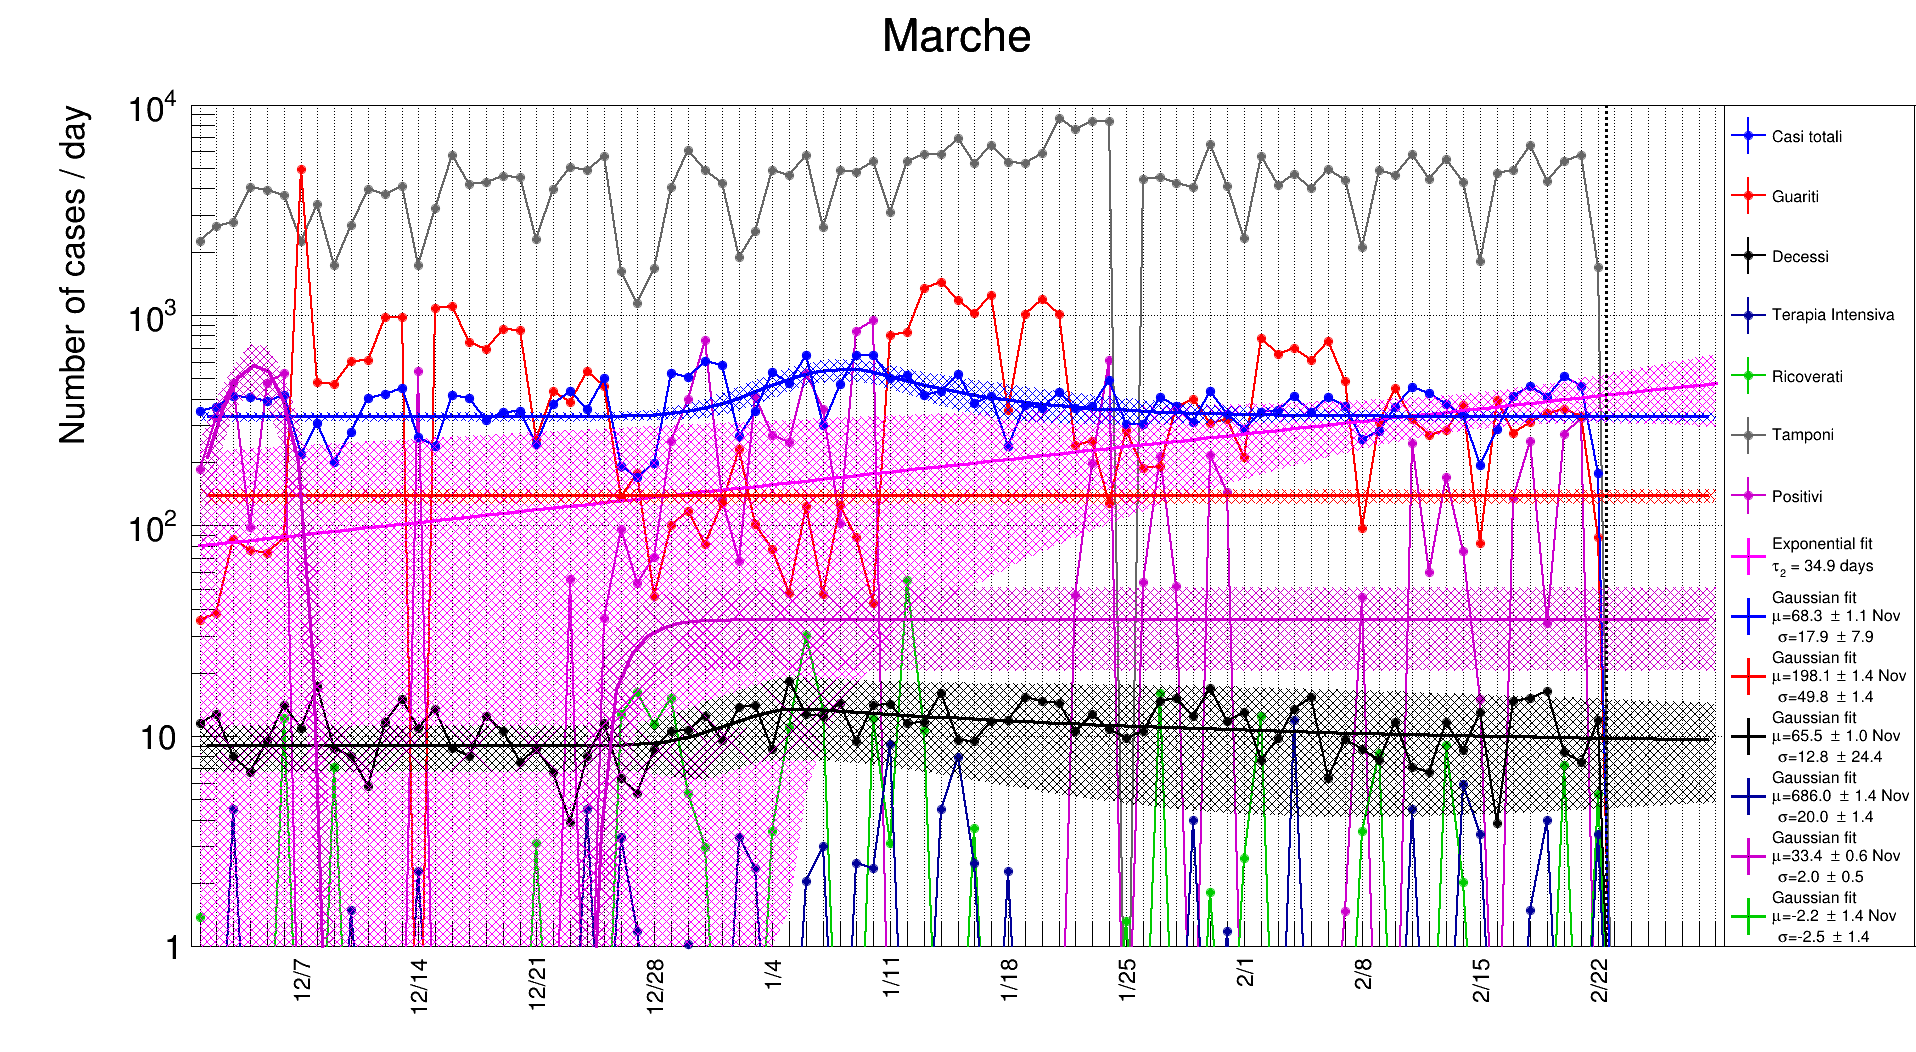 Marche
Number of cases / day
10^4
10^3
10^2
10
1
12/7
12/14
12/21
12/28
1/4
1/11
1/18
1/25
2/1
2/8
2/15
2/22
Casi totali
Guariti
Decessi
Terapia Intensiva
Ricoverati
Tamponi
Positivi
Exponential fit
τ2 = 34.9 days
Gaussian fit
μ=68.3 ± 1.1 Nov
σ=17.9 ± 7.9
Gaussian fit
μ=198.1 ± 1.4 Nov
σ=49.8 ± 1.4
Gaussian fit
μ=65.5 ± 1.0 Nov
σ=12.8 ± 24.4
Gaussian fit
μ=686.0 ± 1.4 Nov
σ=20.0 ± 1.4
Gaussian fit
μ=33.4 ± 0.6 Nov
σ=2.0 ± 0.5
Gaussian fit
μ=-2.2 ± 1.4 Nov
σ=-2.5 ± 1.4